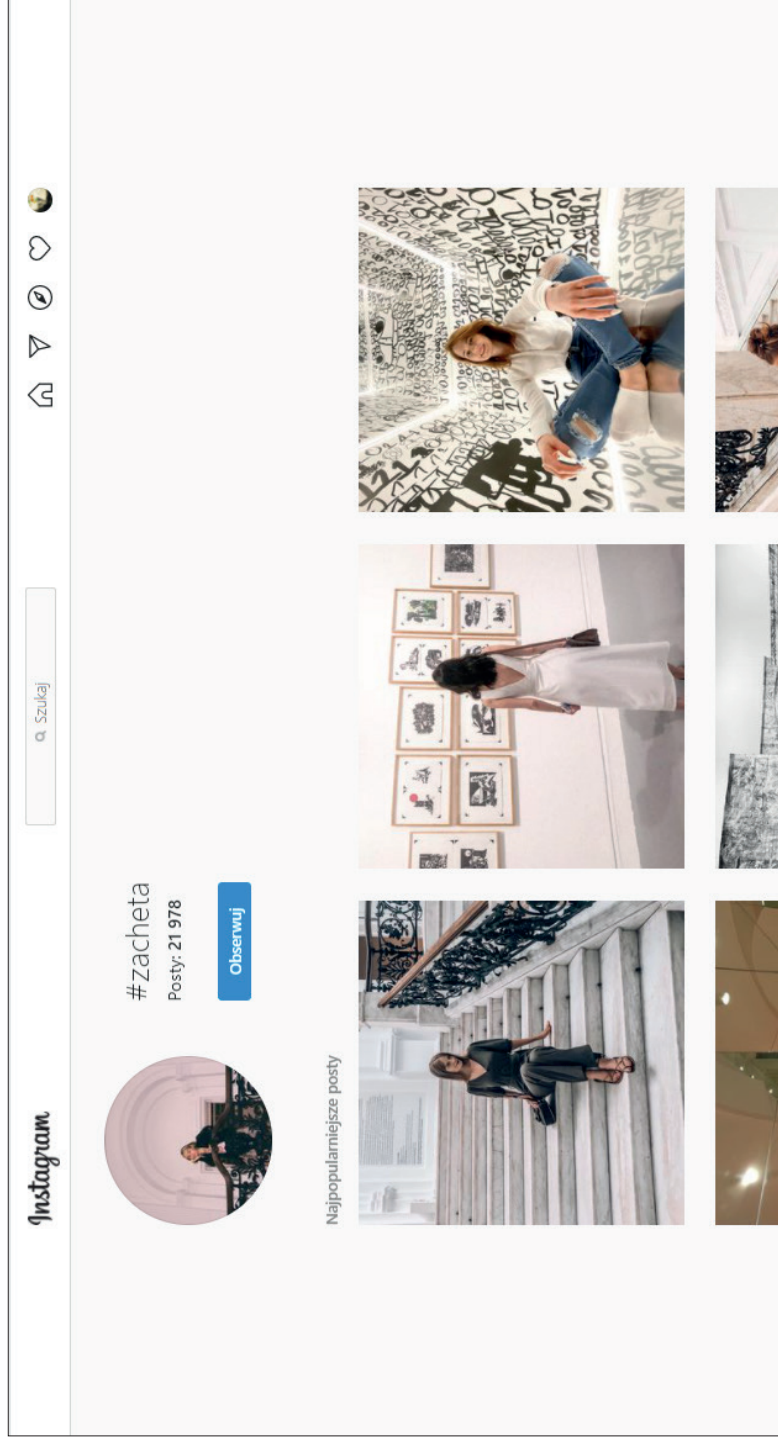 Instagram
Szukaj
#zacheta
Posty: 21 978
Obserwuj
Najpopularniejsze posty